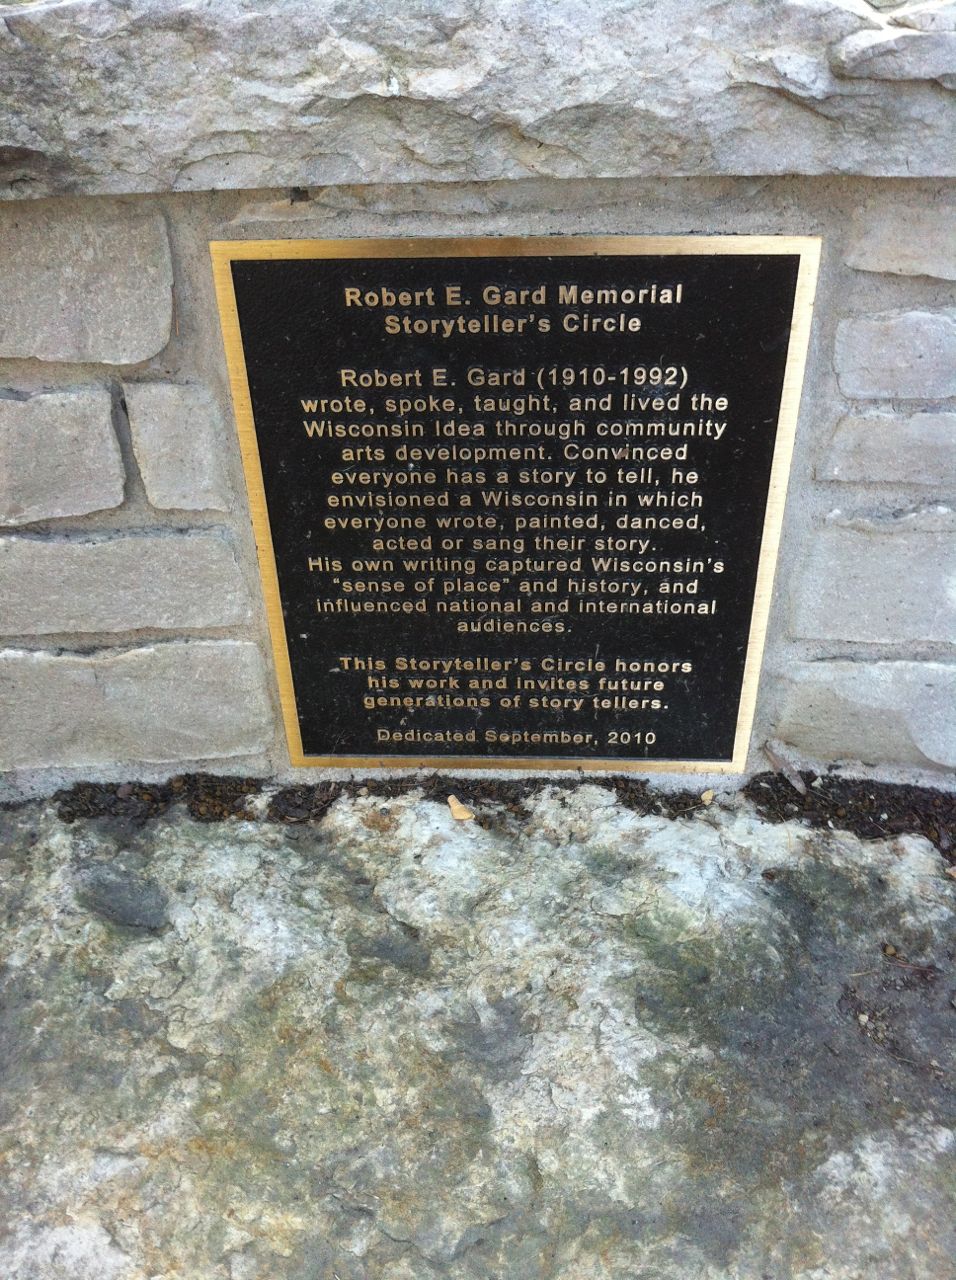 Robert E. Gard Memorial
Storyteller's Circle
Robert E. Gard (1910-1992)
wrote, spoke, taught, and lived the
Wisconsin Idea through community
arts development. Convinced
everyone has a story to tell, he
envisioned a Wisconsin in which
everyone wrote, painted, danced,
acted or sang their story.
His own writing captured Wisconsin's
"sense of place" and history, and
influenced national and international
audiences.
This Storyteller's Circle honors
his work and invites future
generations of story tellers.
Dedicated September, 2010